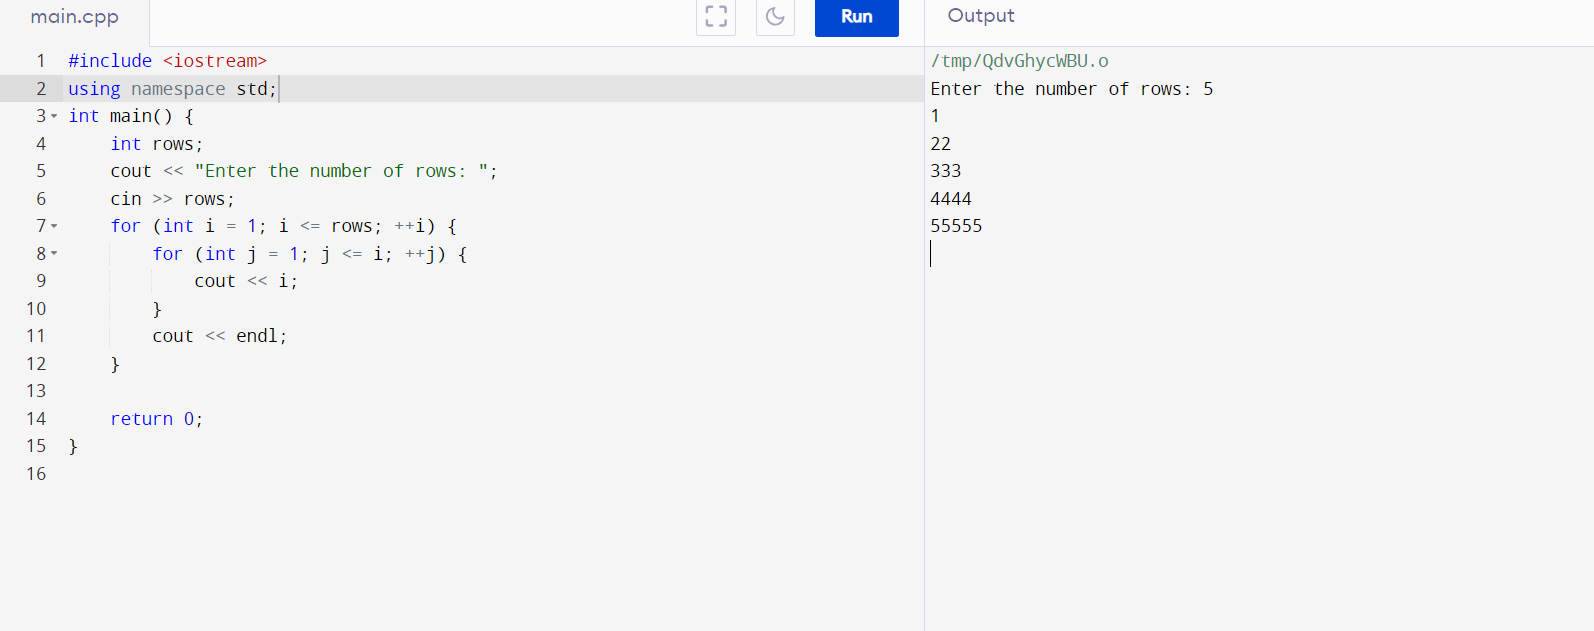 main.cpp
Run
1 #include <iostream>
2 using namespace std;
3 int main() {
4     int rows;
5     cout << "Enter the number of rows: ";
6     cin >> rows;
7     for (int i = 1; i <= rows; ++i) {
8         for (int j = 1; j <= i; ++j) {
9             cout << i;
10         }
11         cout << endl;
12     }
13
14     return 0;
15 }
16
Output
/tmp/QdvGhycWBU.o
Enter the number of rows: 5
1
22
333
4444
55555